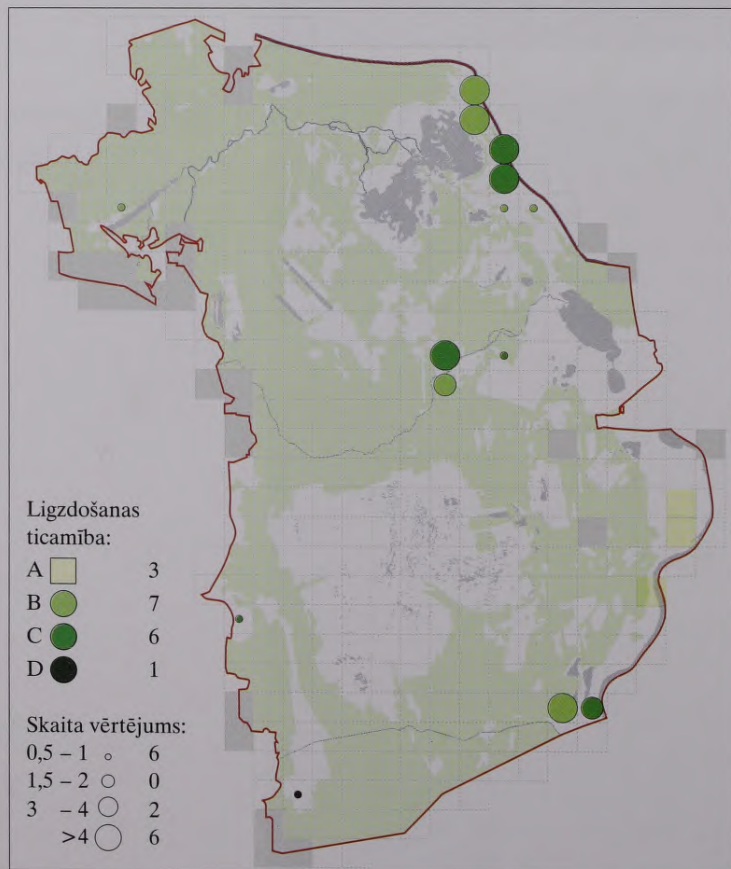 Ligzdošanas
ticamība:
A 3
B 7
C 6
D 1
Skaita vērtējums:
0,5 – 1 6
1,5 – 2 0
3 – 4 2
>4 6